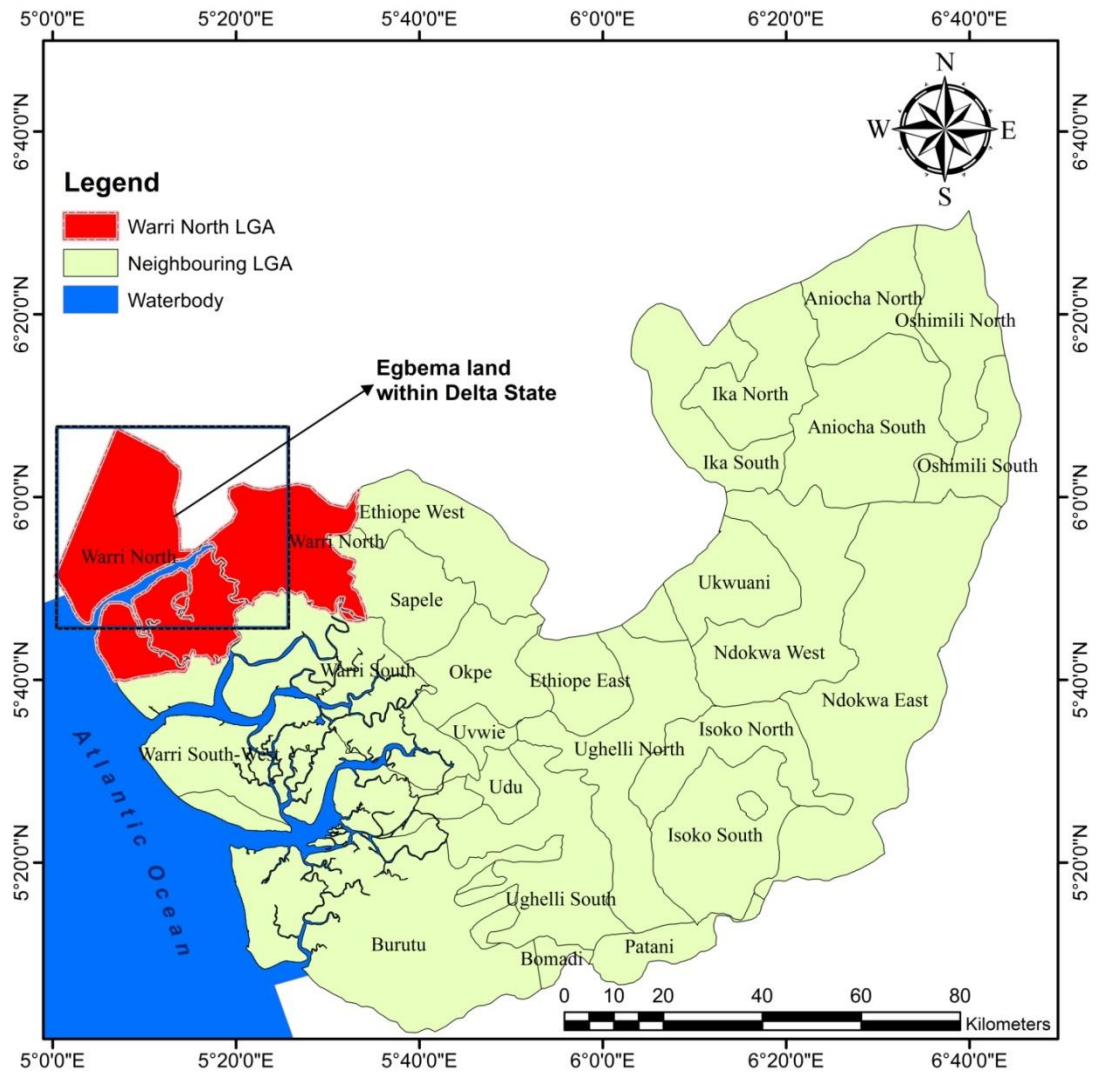 5°0'0"E 5°20'0"E 5°40'0"E 6°0'0"E 6°20'0"E 6°40'0"E
N
W E
S
6°40'0"N 6°40'0"N
Legend
Warri North LGA
Neighbouring LGA
Waterbody
6°20'0"N 6°20'0"N
Aniocha North
Oshimili North
Egbema land
within Delta State
Ika North
Aniocha South
Ika South
Oshimili South
6°0'0"N 6°0'0"N
Ethiope West
Warri North
Warri North
Ukwuani
Sapele
Ndokwa West
Warri South
Okpe
Ethiope East
5°40'0"N 5°40'0"N
Ndokwa East
Uvwie
Isoko North
Ughelli North
Warri South-West
Udu
Isoko South
Atlantic Ocean
5°20'0"N 5°20'0"N
Ughelli South
Burutu
Patani
Bomadi
0 10 20 40 60 80
Kilometers
5°0'0"E 5°20'0"E 5°40'0"E 6°0'0"E 6°20'0"E 6°40'0"E